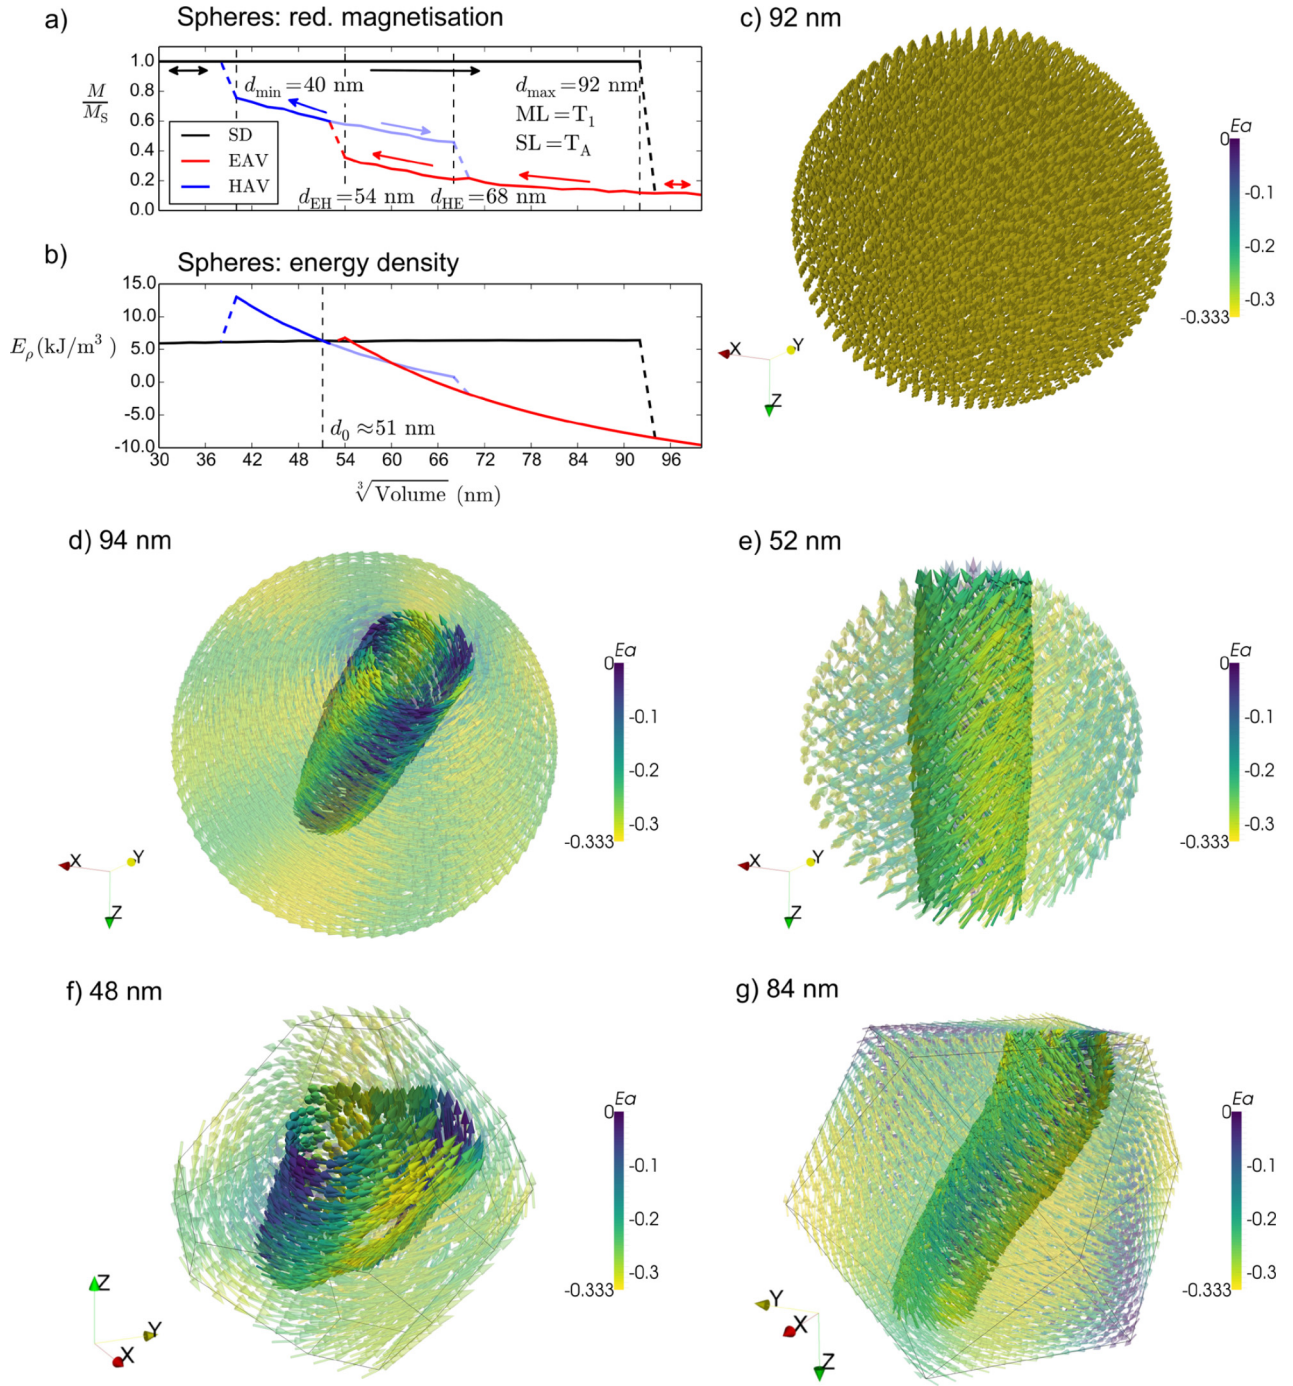 a) Spheres: red. magnetisation
M/M_S
1.0
0.8
0.6
0.4
0.2
0.0
d_min = 40 nm
d_max = 92 nm
ML = T_1
SL = T_A
SD
EAV
HAV
d_EH = 54 nm d_HE = 68 nm
b) Spheres: energy density
E_ρ (kJ/m³)
15.0
10.0
5.0
0.0
-5.0
-10.0
d_0 ≈ 51 nm
30 36 42 48 54 60 66 72 78 84 90 96
∛Volume (nm)
c) 92 nm
Ea
0
-0.1
-0.2
-0.3
-0.333
X Y
Z
d) 94 nm
Ea
0
-0.1
-0.2
-0.3
-0.333
X Y
Z
e) 52 nm
Ea
0
-0.1
-0.2
-0.3
-0.333
X Y
Z
f) 48 nm
Ea
0
-0.1
-0.2
-0.3
-0.333
Z
Y
X
g) 84 nm
Ea
0
-0.1
-0.2
-0.3
-0.333
Y
X
Z